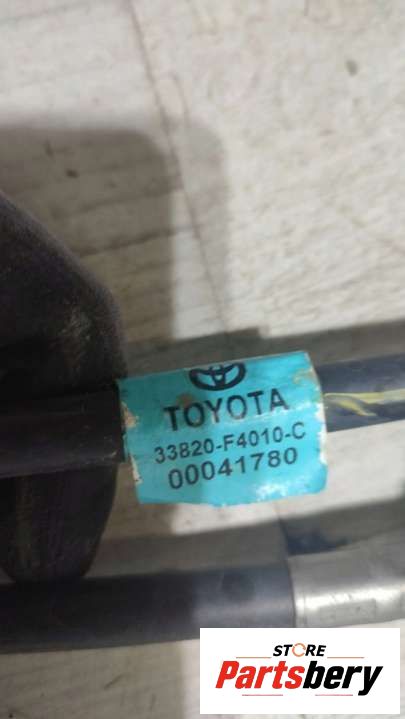 TOYOTA
33820-F4010-C
00041780
STORE
Partsbery